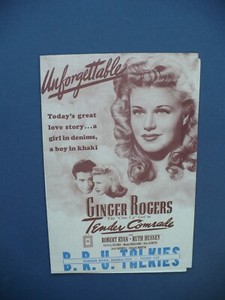 Unforgettable
Today's great
love story...a
girl in denims,
a boy in khaki
GINGER ROGERS
Tender Comrade
ROBERT RYAN · RUTH HUSSEY
B. R. U. TALKIES